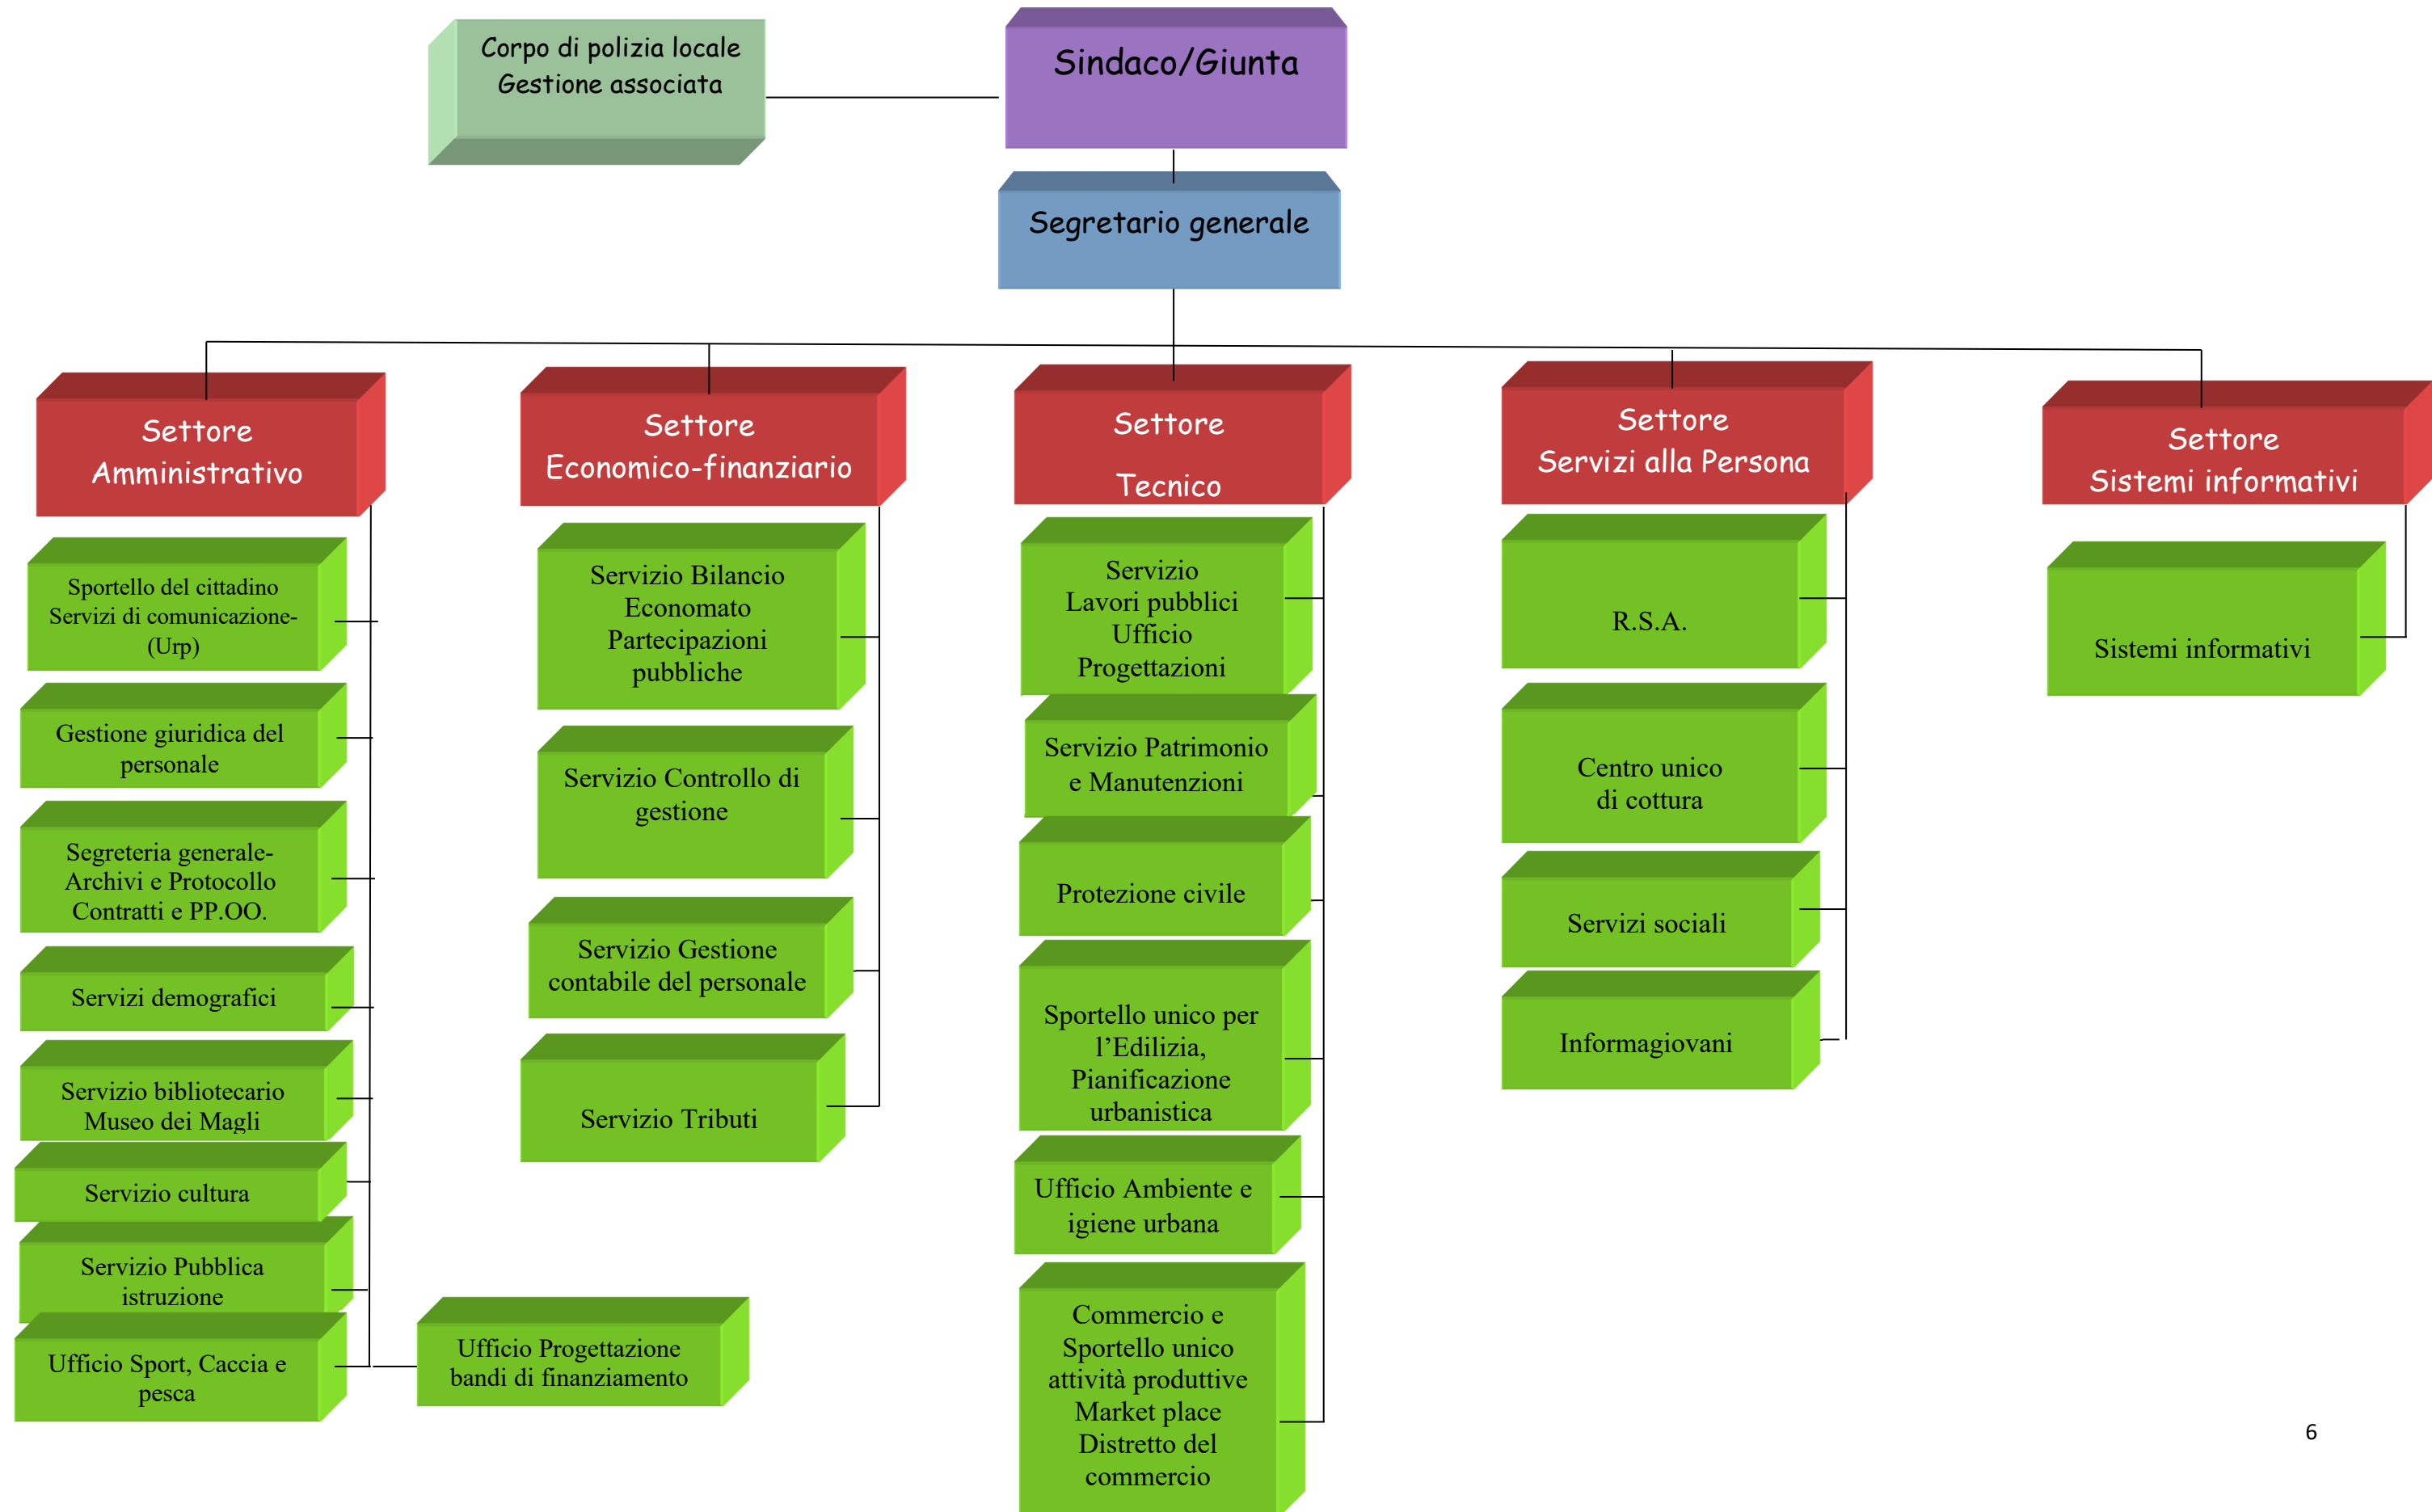 Corpo di polizia locale
Gestione associata
Sindaco/Giunta
Segretario generale
Settore
Amministrativo
Sportello del cittadino
Servizi di comunicazione-
(Urp)
Gestione giuridica del
personale
Segreteria generale-
Archivi e Protocollo
Contratti e PP.OO.
Servizi demografici
Servizio bibliotecario
Museo dei Magli
Servizio cultura
Servizio Pubblica
istruzione
Ufficio Sport, Caccia e
pesca
Ufficio Progettazione
bandi di finanziamento
Settore
Economico-finanziario
Servizio Bilancio
Economato
Partecipazioni
pubbliche
Servizio Controllo di
gestione
Servizio Gestione
contabile del personale
Servizio Tributi
Settore
Tecnico
Servizio
Lavori pubblici
Ufficio
Progettazioni
Servizio Patrimonio
e Manutenzioni
Protezione civile
Sportello unico per
l’Edilizia,
Pianificazione
urbanistica
Ufficio Ambiente e
igiene urbana
Commercio e
Sportello unico
attività produttive
Market place
Distretto del
commercio
Settore
Servizi alla Persona
R.S.A.
Centro unico
di cottura
Servizi sociali
Informagiovani
Settore
Sistemi informativi
Sistemi informativi
6